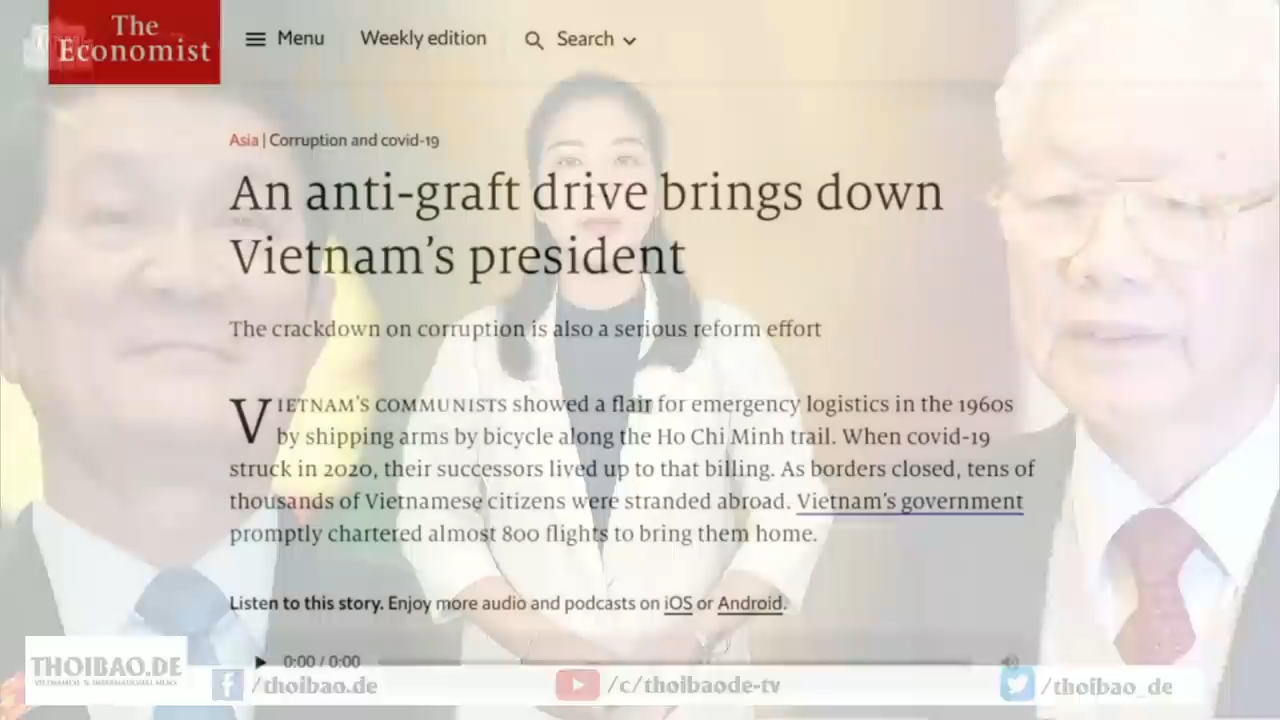 The
Economist
Menu
Weekly edition
Search
Asia | Corruption and covid-19
An anti-graft drive brings down
Vietnam's president
The crackdown on corruption is also a serious reform effort
VIETNAM'S COMMUNISTS showed a flair for emergency logistics in the 1960s
by shipping arms by bicycle along the Ho Chi Minh trail. When covid-19
struck in 2020, their successors lived up to that billing. As borders closed, tens of
thousands of Vietnamese citizens were stranded abroad. Vietnam's government
promptly chartered almost 800 flights to bring them home.
Listen to this story. Enjoy more audio and podcasts on iOS or Android.
0:00 / 0:00
THOIBAO.DE
VIETNAMESE & INTERNATIONAL NEWS
/thoibao.de
/c/thoibaode-tv
/thoibao_de